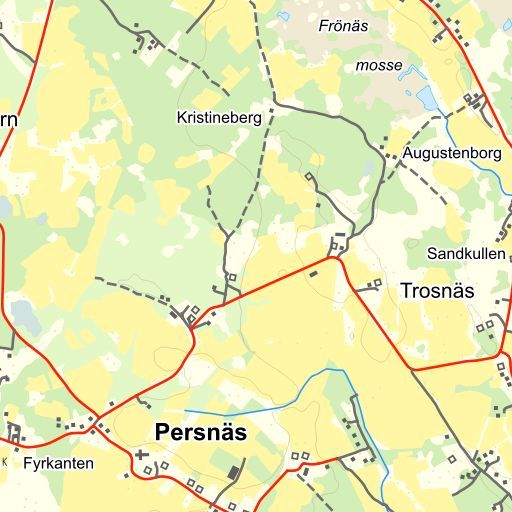 Frönäs
mosse
Kristineberg
rn
Augustenborg
Sandkullen
Trosnäs
Persnäs
Fyrkanten
K